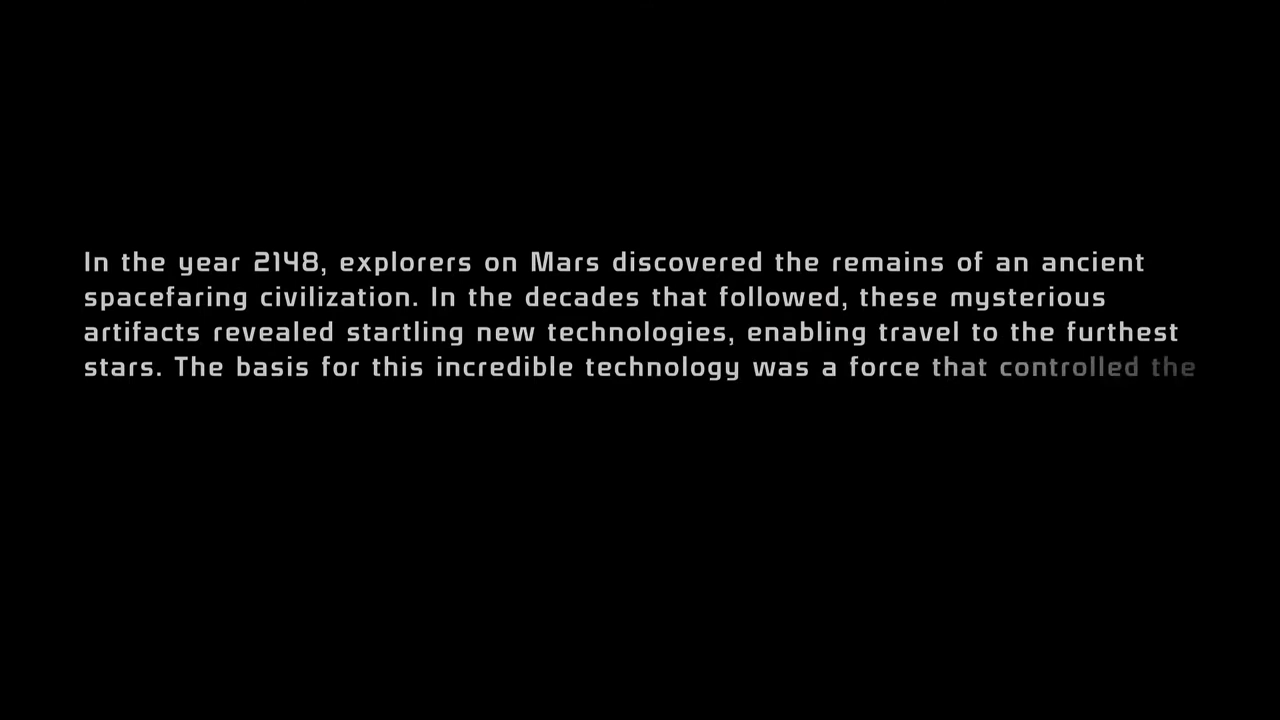 In the year 2148, explorers on Mars discovered the remains of an ancient
spacefaring civilization. In the decades that followed, these mysterious
artifacts revealed startling new technologies, enabling travel to the furthest
stars. The basis for this incredible technology was a force that controlled the